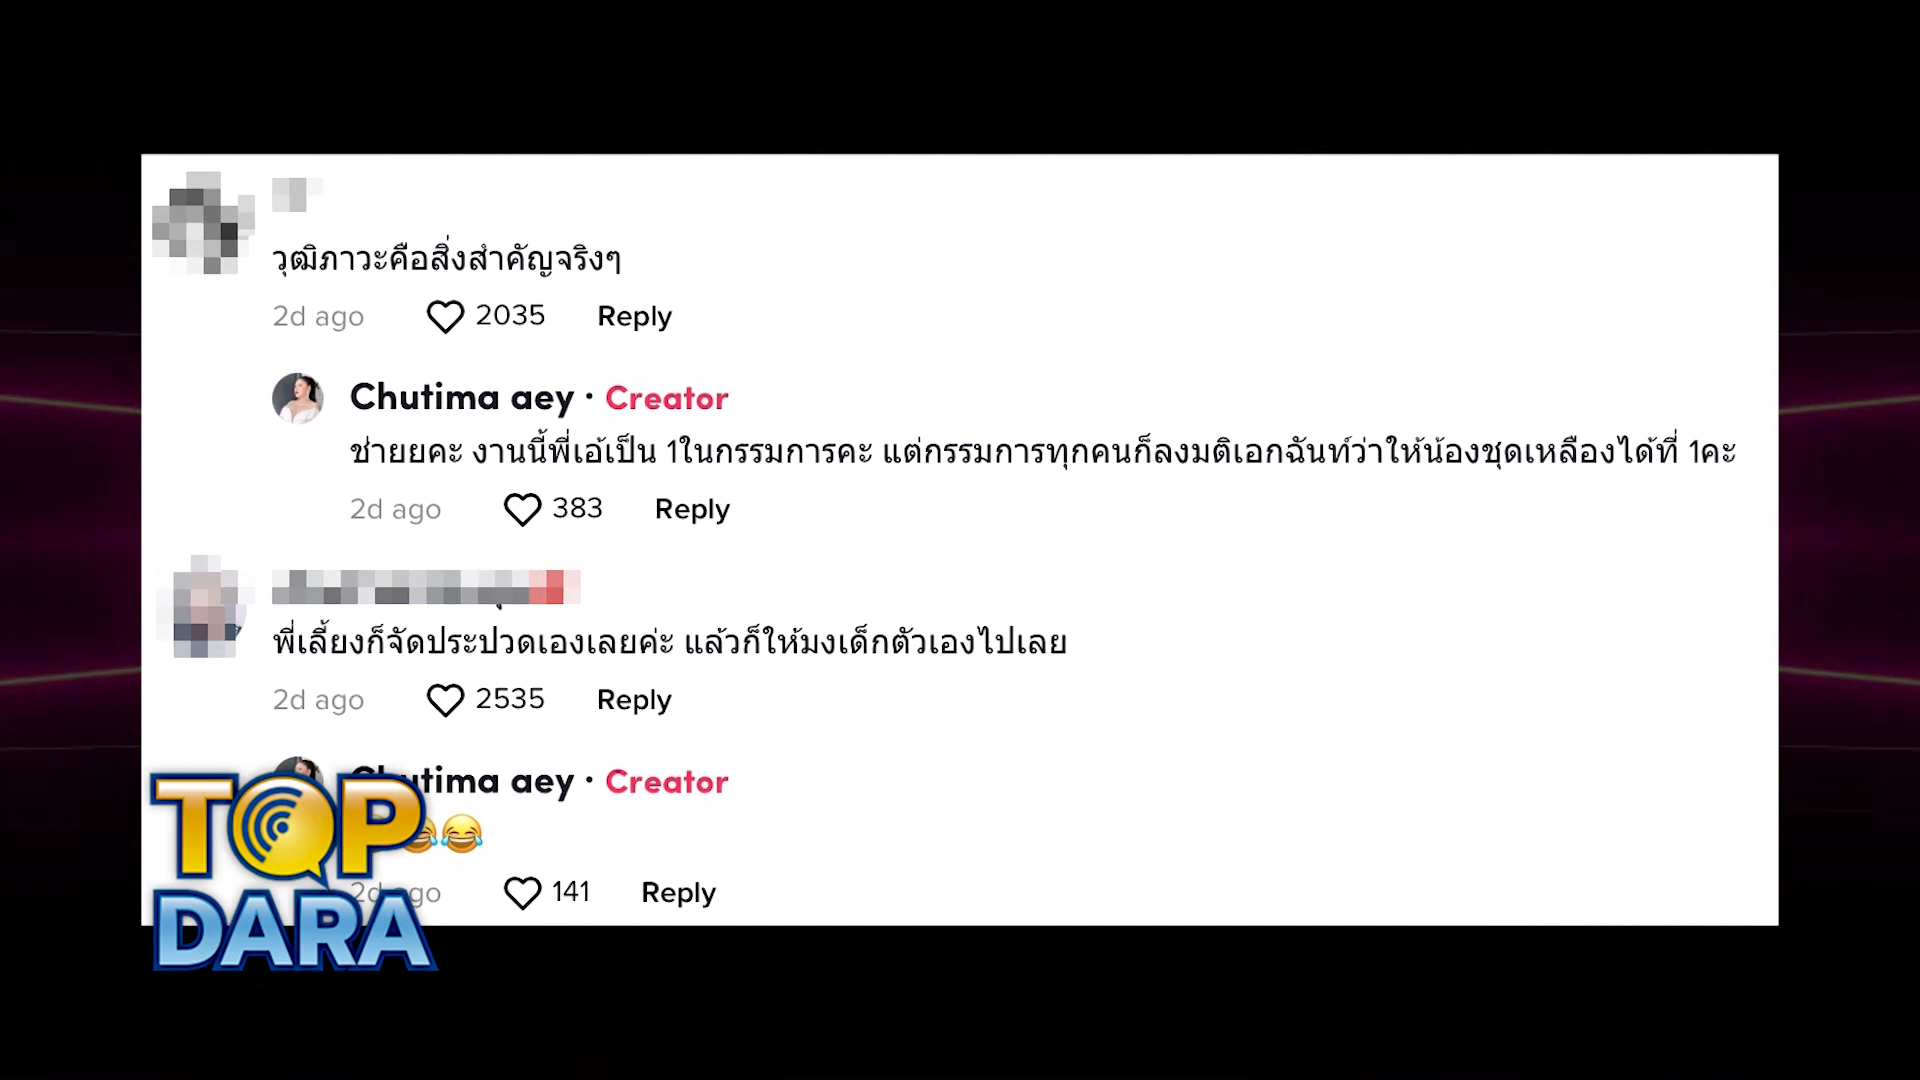 วุฒิภาวะคือสิ่งสำคัญจริงๆ
2d ago 2035 Reply
Chutima aey · Creator
ช่ายยคะ งานนี้พี่เอ้เป็น 1ในกรรมการคะ แต่กรรมการทุกคนก็ลงมติเอกฉันท์ว่าให้น้องชุดเหลืองได้ที่ 1คะ
2d ago 383 Reply
พี่เลี้ยงก็จัดประปวดเองเลยค่ะ แล้วก็ให้มงเด็กตัวเองไปเลย
2d ago 2535 Reply
Chutima aey · Creator
😂😂
2d ago 141 Reply
TOP
DARA